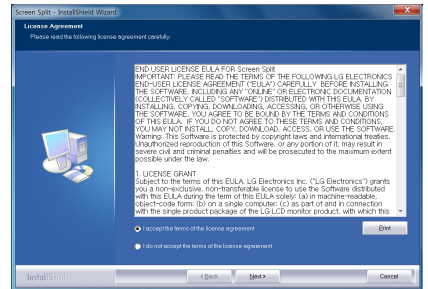 Screen Split - InstallShield Wizard
License Agreement
Please read the following license agreement carefully.
END USER LICENSE EULA FOR Screen Split
IMPORTANT: PLEASE READ THE TERMS OF THE FOLLOWING LG ELECTRONICS
END-USER LICENSE AGREEMENT ("EULA") CAREFULLY. BEFORE INSTALLING
THE SOFTWARE, INCLUDING ANY "ONLINE" OR ELECTRONIC DOCUMENTATION
(COLLECTIVELY CALLED "SOFTWARE") DISTRIBUTED WITH THIS EULA. BY
INSTALLING, COPYING, DOWNLOADING, ACCESSING, OR OTHERWISE USING
THE SOFTWARE, YOU AGREE TO BE BOUND BY THE TERMS AND CONDITIONS
OF THIS EULA. IF YOU DO NOT AGREE TO THESE TERMS AND CONDITIONS,
YOU MAY NOT INSTALL, COPY, DOWNLOAD, ACCESS, OR USE THE SOFTWARE.
Warning: This Software is protected by copyright laws and international treaties.
Unauthorized reproduction of this Software, or any portion of it, may result in
severe civil and criminal penalties and will be prosecuted to the maximum extent
possible under the law.
1. LICENSE GRANT
Subject to the terms of this EULA, LG Electronics Inc. ("LG Electronics") grants
you a non-exclusive, non-transferable license to use the Software distributed
with this EULA during the term of this EULA solely: (a) in machine-readable,
object-code form; (b) on a single computer; (c) as part of and in connection
with the single product package of the LG LCD monitor product, with which this
I accept the terms of the license agreement
Print
I do not accept the terms of the license agreement
InstallShield
< Back
Next >
Cancel